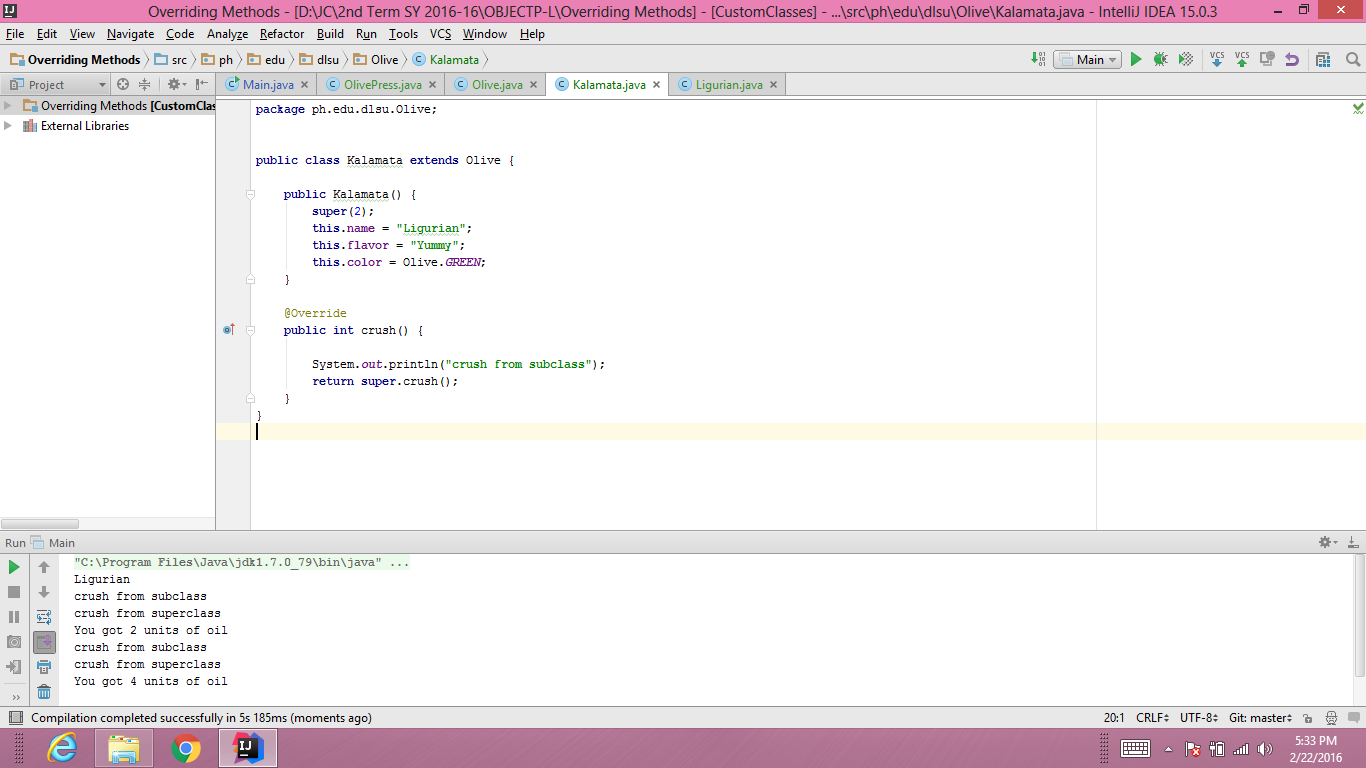 Overriding Methods - [D:\JC\2nd Term SY 2016-16\OBJECTP-L\Overriding Methods] - [CustomClasses] - ...\src\ph\edu\dlsu\Olive\Kalamata.java - IntelliJ IDEA 15.0.3
File Edit View Navigate Code Analyze Refactor Build Run Tools VCS Window Help
Overriding Methods src ph edu dlsu Olive Kalamata Main VCS VCS
Project Main.java OlivePress.java Olive.java Kalamata.java Ligurian.java
Overriding Methods [CustomClas
External Libraries
package ph.edu.dlsu.Olive;
public class Kalamata extends Olive {
public Kalamata() {
super(2);
this.name = "Ligurian";
this.flavor = "Yummy";
this.color = Olive.GREEN;
}
@Override
public int crush() {
System.out.println("crush from subclass");
return super.crush();
}
}
Run Main
"C:\Program Files\Java\jdk1.7.0_79\bin\java" ...
Ligurian
crush from subclass
crush from superclass
You got 2 units of oil
crush from subclass
crush from superclass
You got 4 units of oil
Compilation completed successfully in 5s 185ms (moments ago) 20:1 CRLF UTF-8 Git: master
5:33 PM
2/22/2016